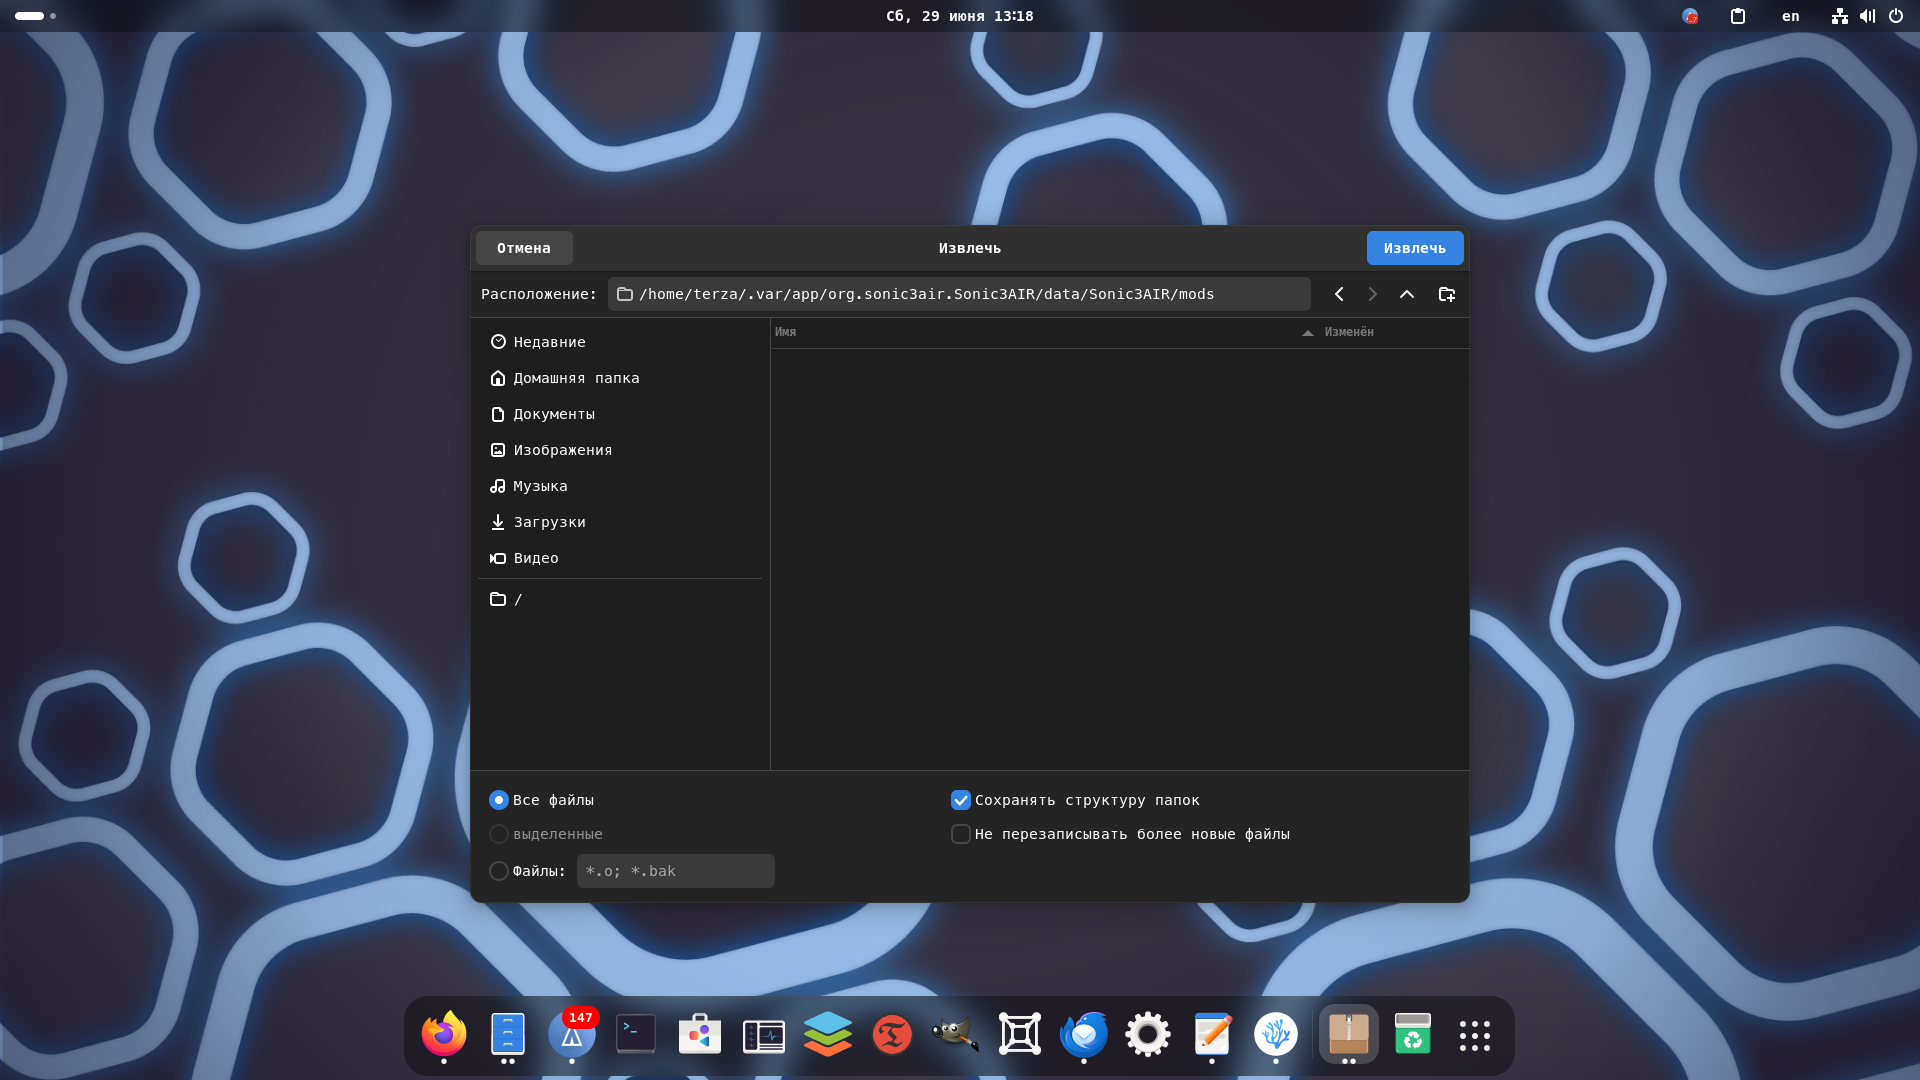 Сб, 29 июня 13:18
en
Отмена
Извлечь
Извлечь
Расположение:
/home/terza/.var/app/org.sonic3air.Sonic3AIR/data/Sonic3AIR/mods
Имя
Изменён
Недавние
Домашняя папка
Документы
Изображения
Музыка
Загрузки
Видео
/
Все файлы
Сохранять структуру папок
выделенные
Не перезаписывать более новые файлы
Файлы:
*.o; *.bak
147
>_